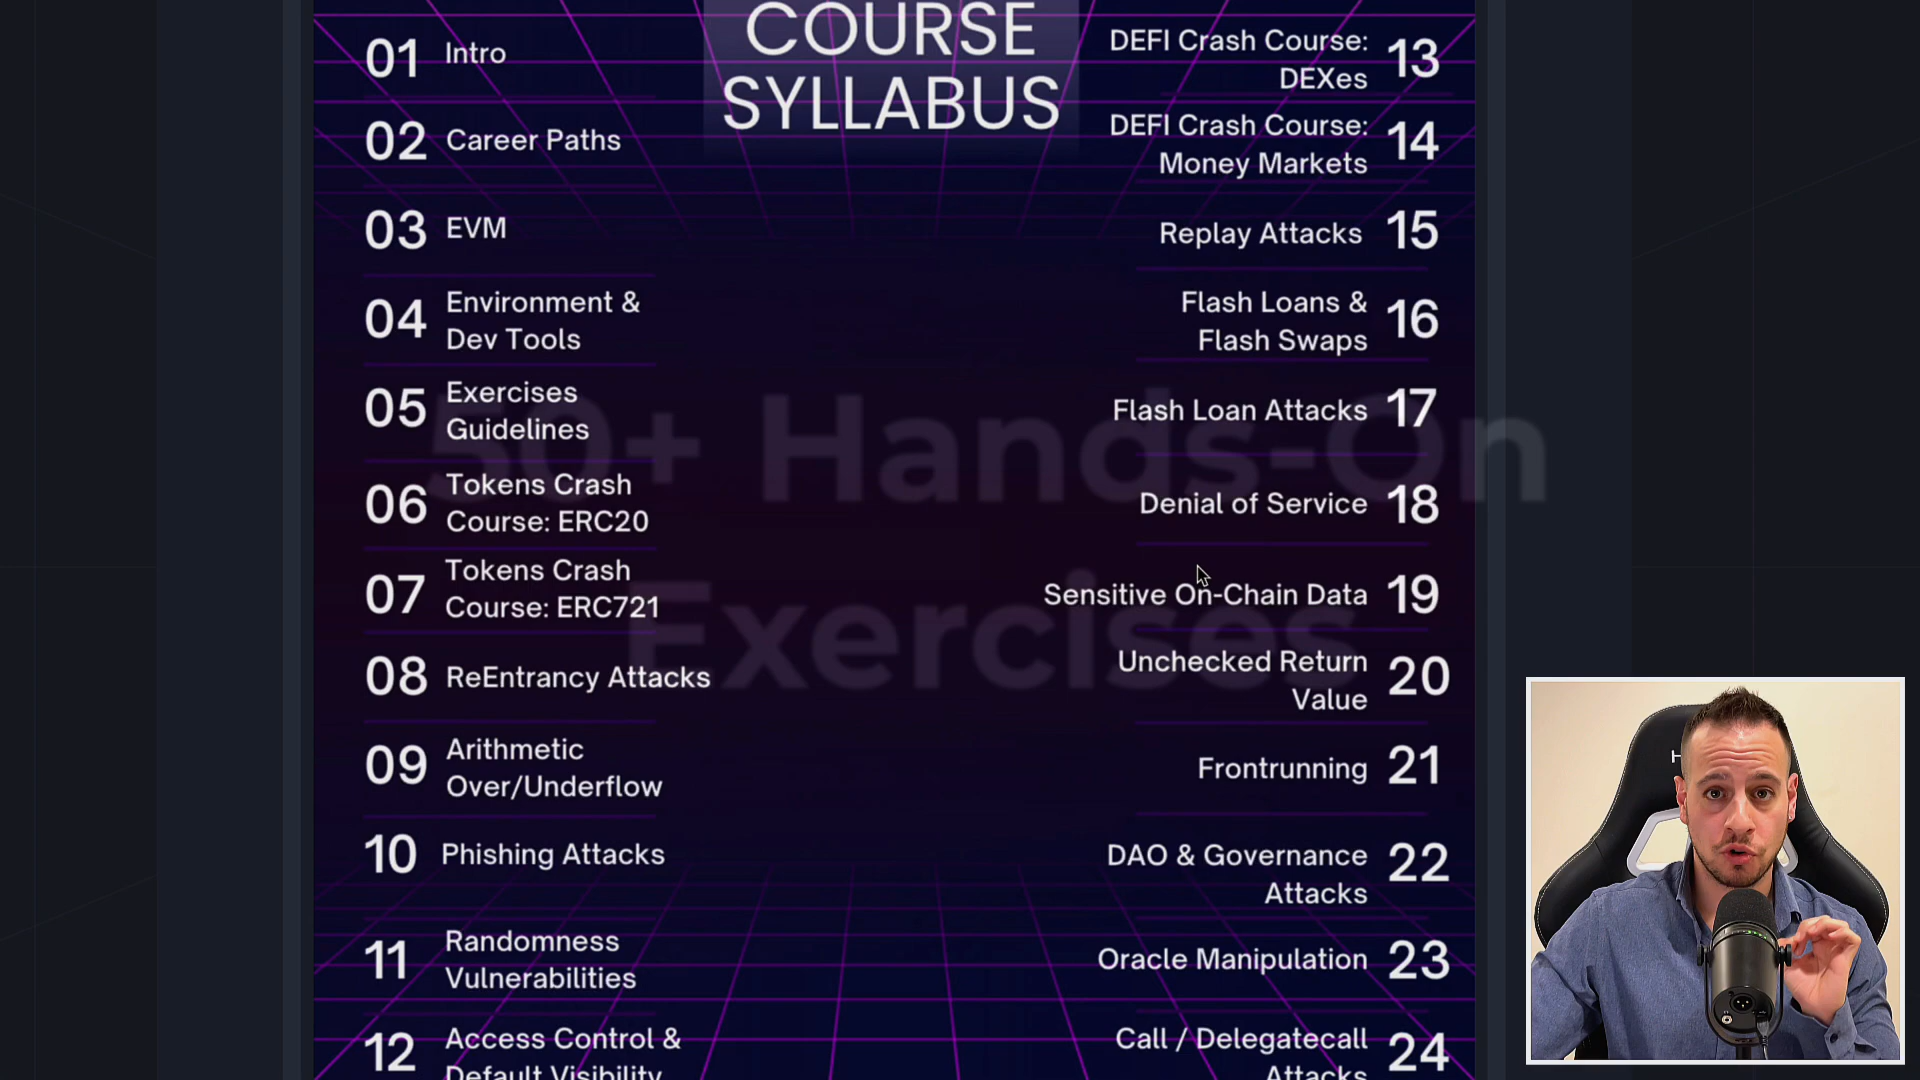 COURSE
SYLLABUS
01 Intro
02 Career Paths
03 EVM
04 Environment &
Dev Tools
05 Exercises
Guidelines
06 Tokens Crash
Course: ERC20
07 Tokens Crash
Course: ERC721
08 ReEntrancy Attacks
09 Arithmetic
Over/Underflow
10 Phishing Attacks
11 Randomness
Vulnerabilities
12 Access Control &
Default Visibility
DEFI Crash Course: 13
DEXes
DEFI Crash Course: 14
Money Markets
Replay Attacks 15
Flash Loans & 16
Flash Swaps
Flash Loan Attacks 17
Denial of Service 18
Sensitive On-Chain Data 19
Unchecked Return 20
Value
Frontrunning 21
DAO & Governance 22
Attacks
Oracle Manipulation 23
Call / Delegatecall 24
Attacks
50+ Hands-On
Exercises